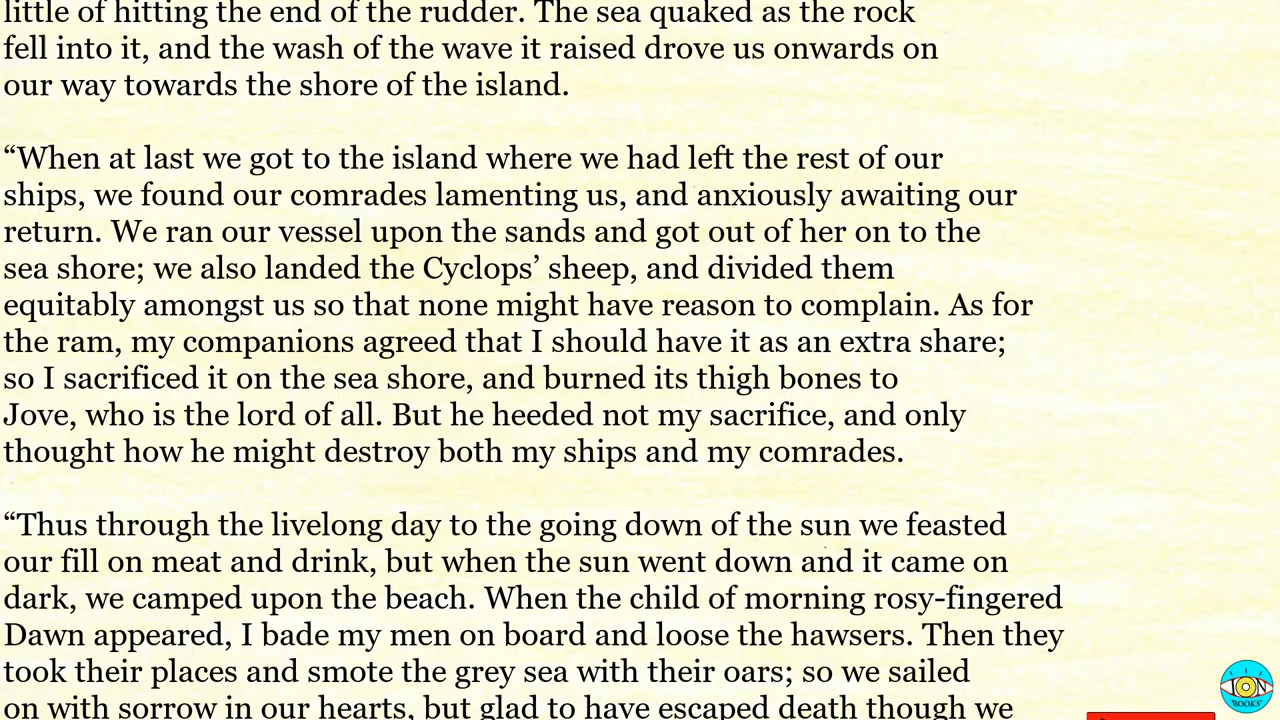 little of hitting the end of the rudder. The sea quaked as the rock
fell into it, and the wash of the wave it raised drove us onwards on
our way towards the shore of the island.
“When at last we got to the island where we had left the rest of our
ships, we found our comrades lamenting us, and anxiously awaiting our
return. We ran our vessel upon the sands and got out of her on to the
sea shore; we also landed the Cyclops’ sheep, and divided them
equitably amongst us so that none might have reason to complain. As for
the ram, my companions agreed that I should have it as an extra share;
so I sacrificed it on the sea shore, and burned its thigh bones to
Jove, who is the lord of all. But he heeded not my sacrifice, and only
thought how he might destroy both my ships and my comrades.
“Thus through the livelong day to the going down of the sun we feasted
our fill on meat and drink, but when the sun went down and it came on
dark, we camped upon the beach. When the child of morning rosy-fingered
Dawn appeared, I bade my men on board and loose the hawsers. Then they
took their places and smote the grey sea with their oars; so we sailed
on with sorrow in our hearts, but glad to have escaped death though we
ION
BOOKS